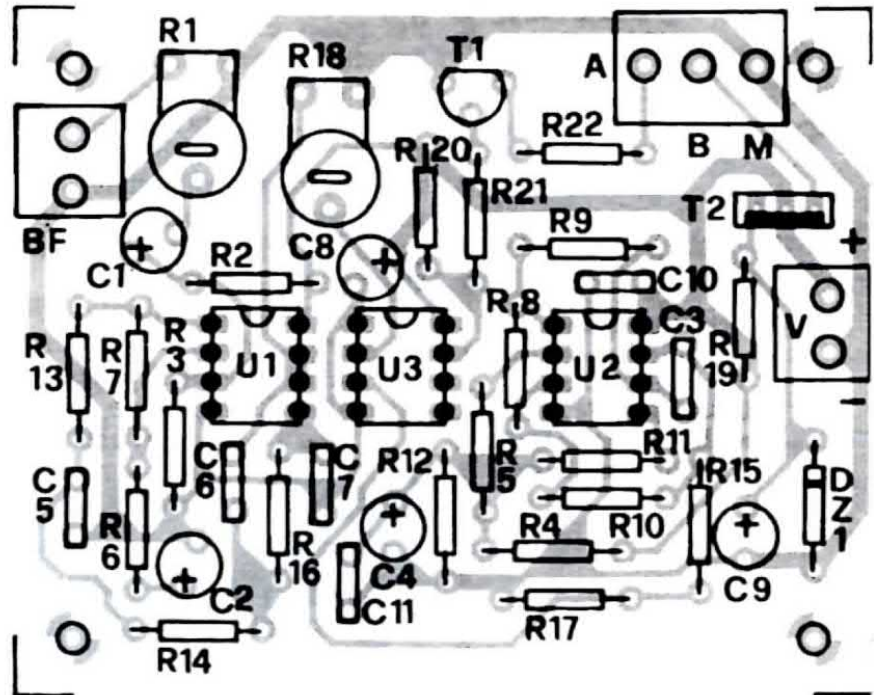 R1
R18
T1
A
B M
R22
BF
C1
R2
C8
R 20
R21
R9
T2
+
C10
R 8
C3
R 19
V
-
R 13
R 7
R 3
U1
U3
U2
C 5
R 6
C 6
C 7
R 16
R12
R 5
R11
R10
R15
D Z 1
R4
C4
C2
C11
C9
R17
R14